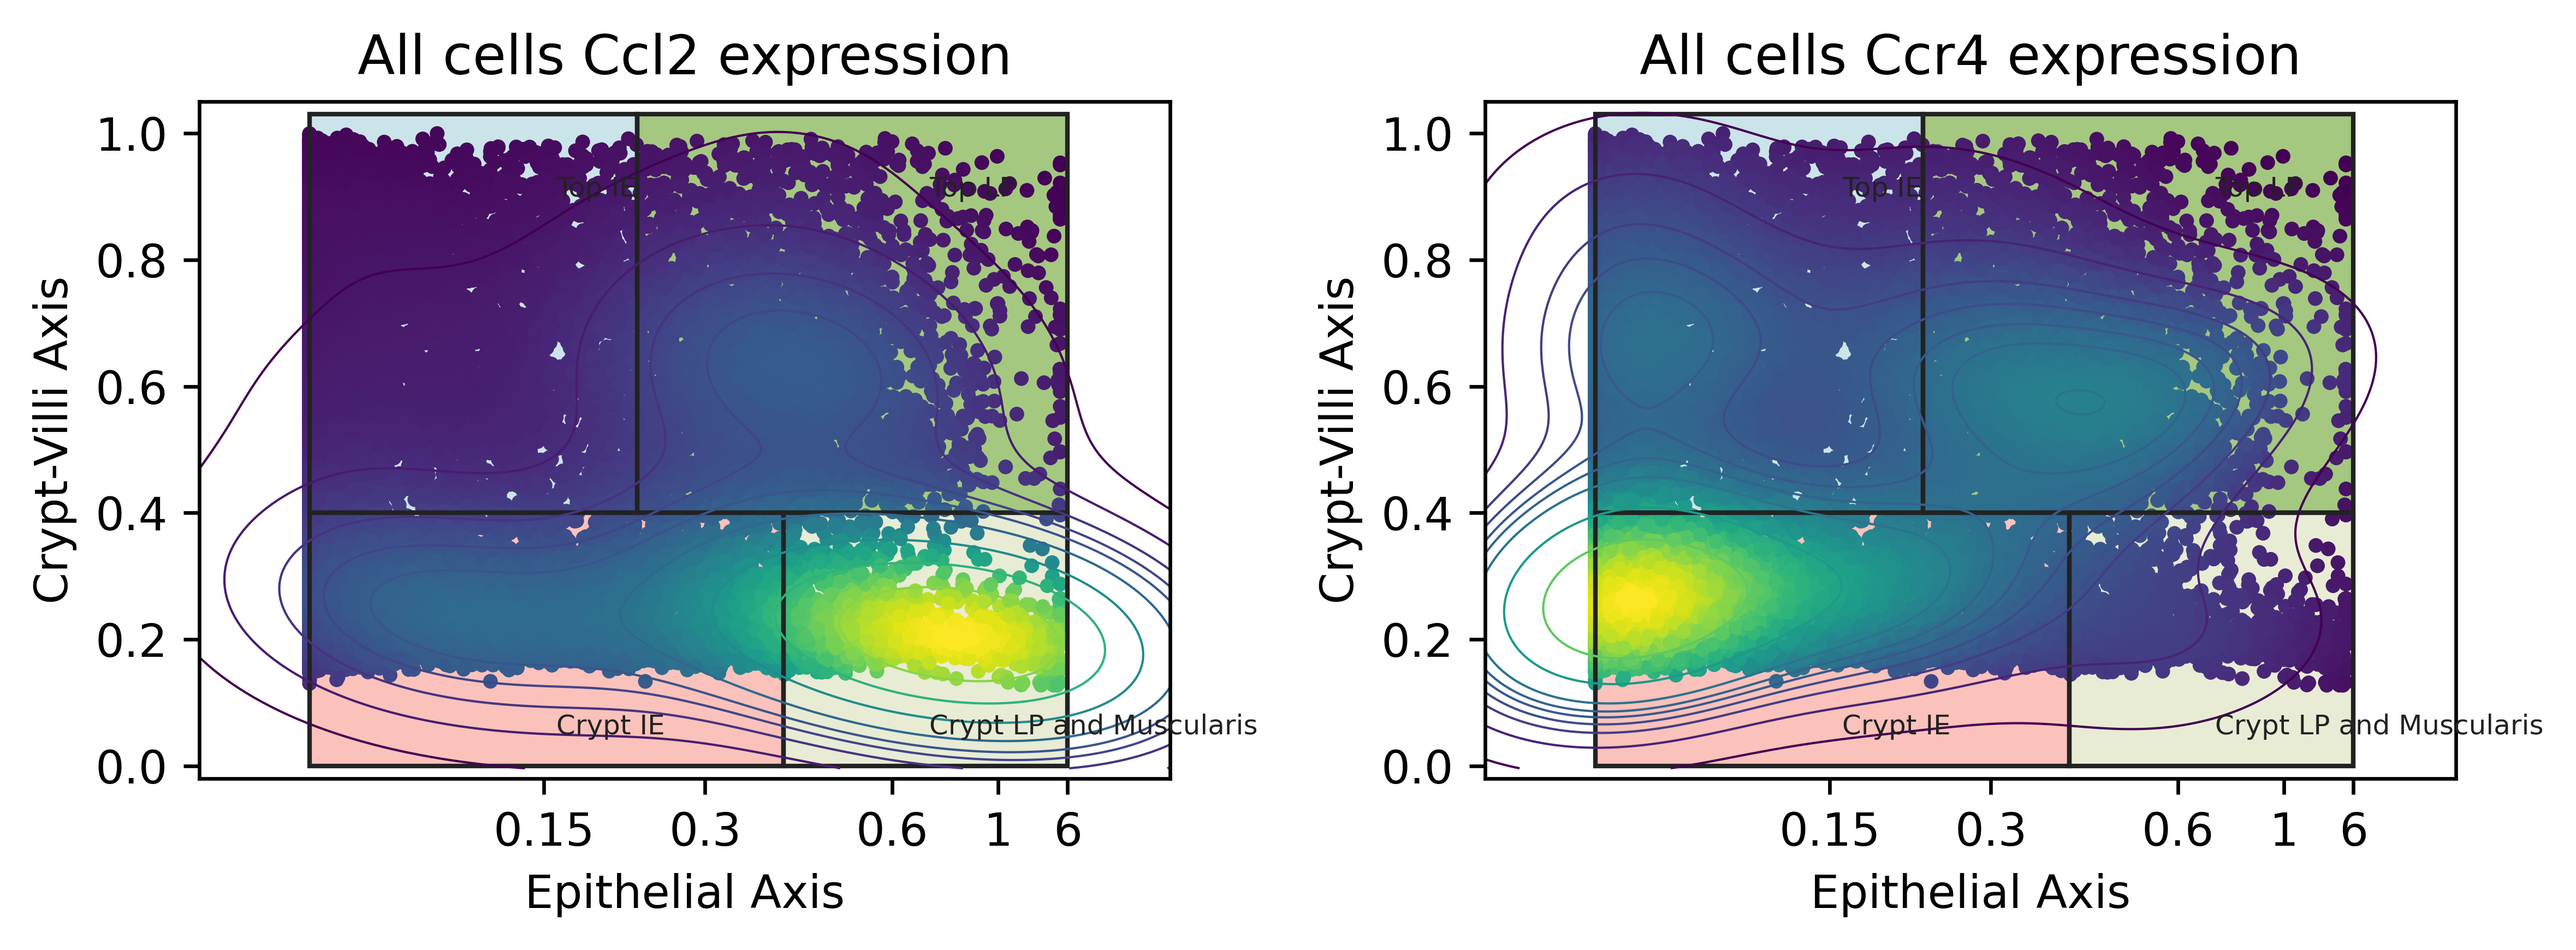 All cells Ccl2 expression
Crypt-Villi Axis
1.0
0.8
0.6
0.4
0.2
0.0
Top IE
Top LP
Crypt IE
Crypt LP and Muscularis
0.15 0.3 0.6 1 6
Epithelial Axis
All cells Ccr4 expression
Crypt-Villi Axis
1.0
0.8
0.6
0.4
0.2
0.0
Top IE
Top LP
Crypt IE
Crypt LP and Muscularis
0.15 0.3 0.6 1 6
Epithelial Axis